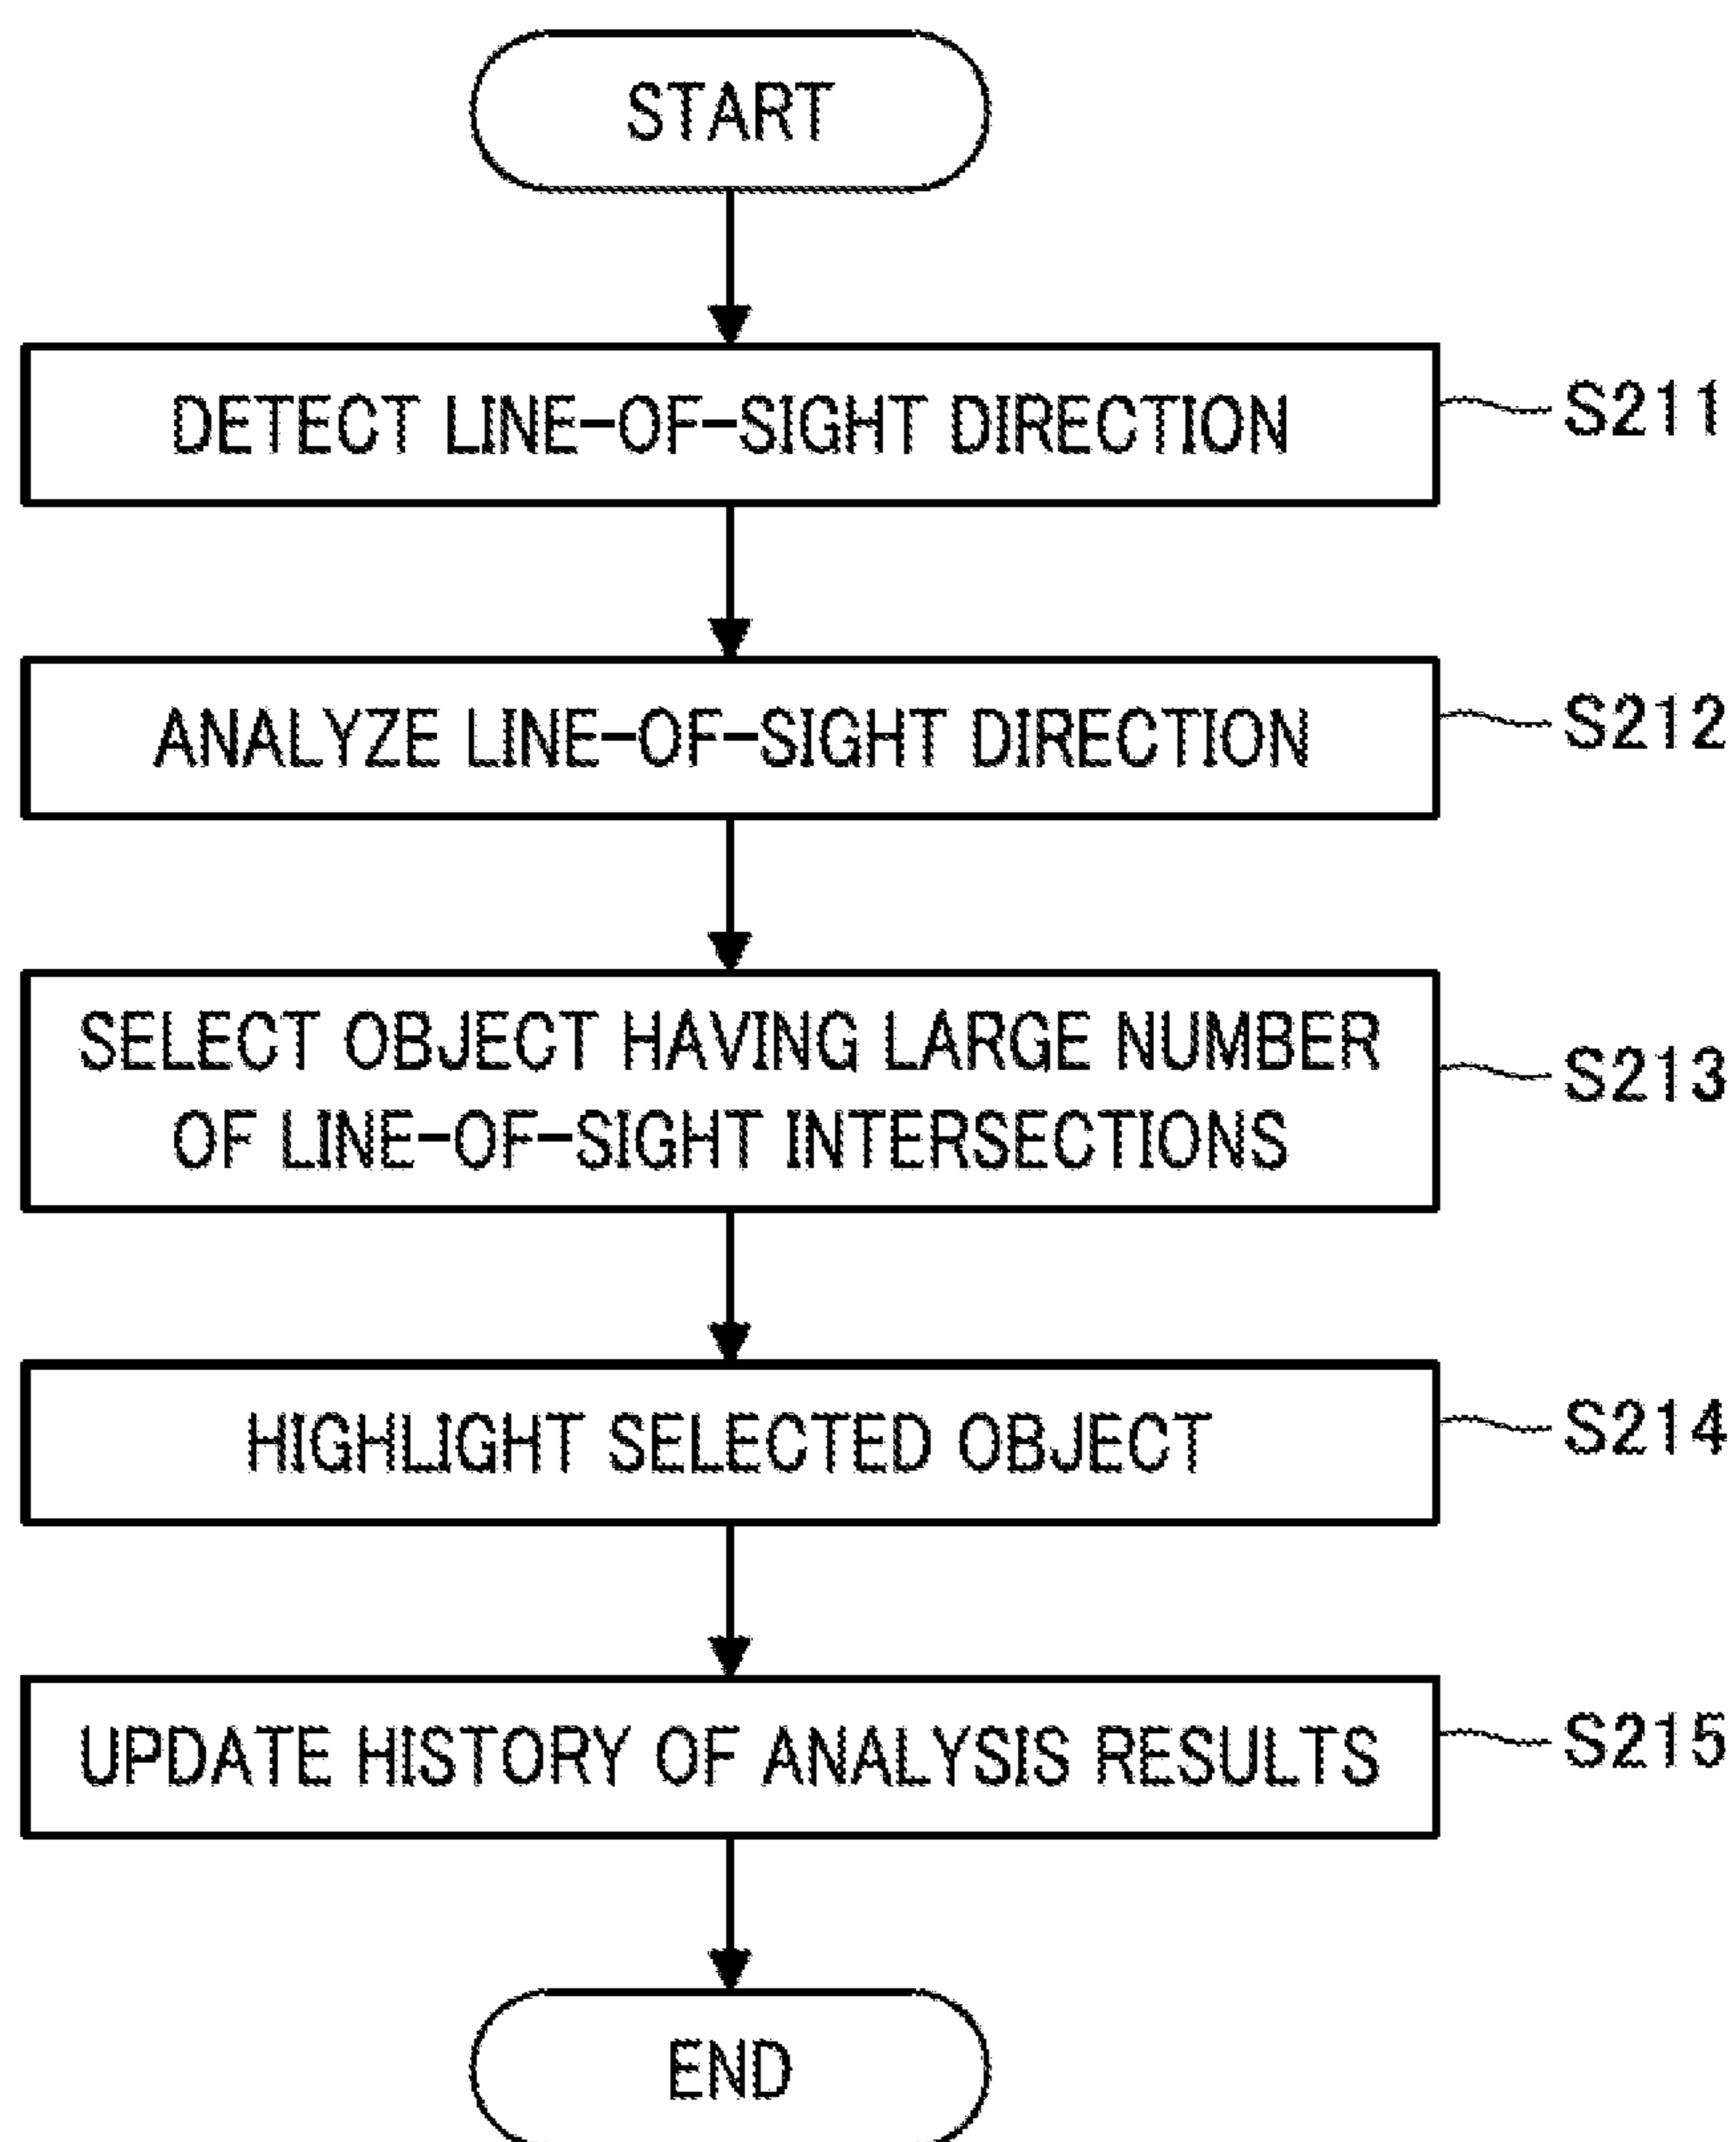 START
DETECT LINE-OF-SIGHT DIRECTION
S211
ANALYZE LINE-OF-SIGHT DIRECTION
S212
SELECT OBJECT HAVING LARGE NUMBER
OF LINE-OF-SIGHT INTERSECTIONS
S213
HIGHLIGHT SELECTED OBJECT
S214
UPDATE HISTORY OF ANALYSIS RESULTS
S215
END